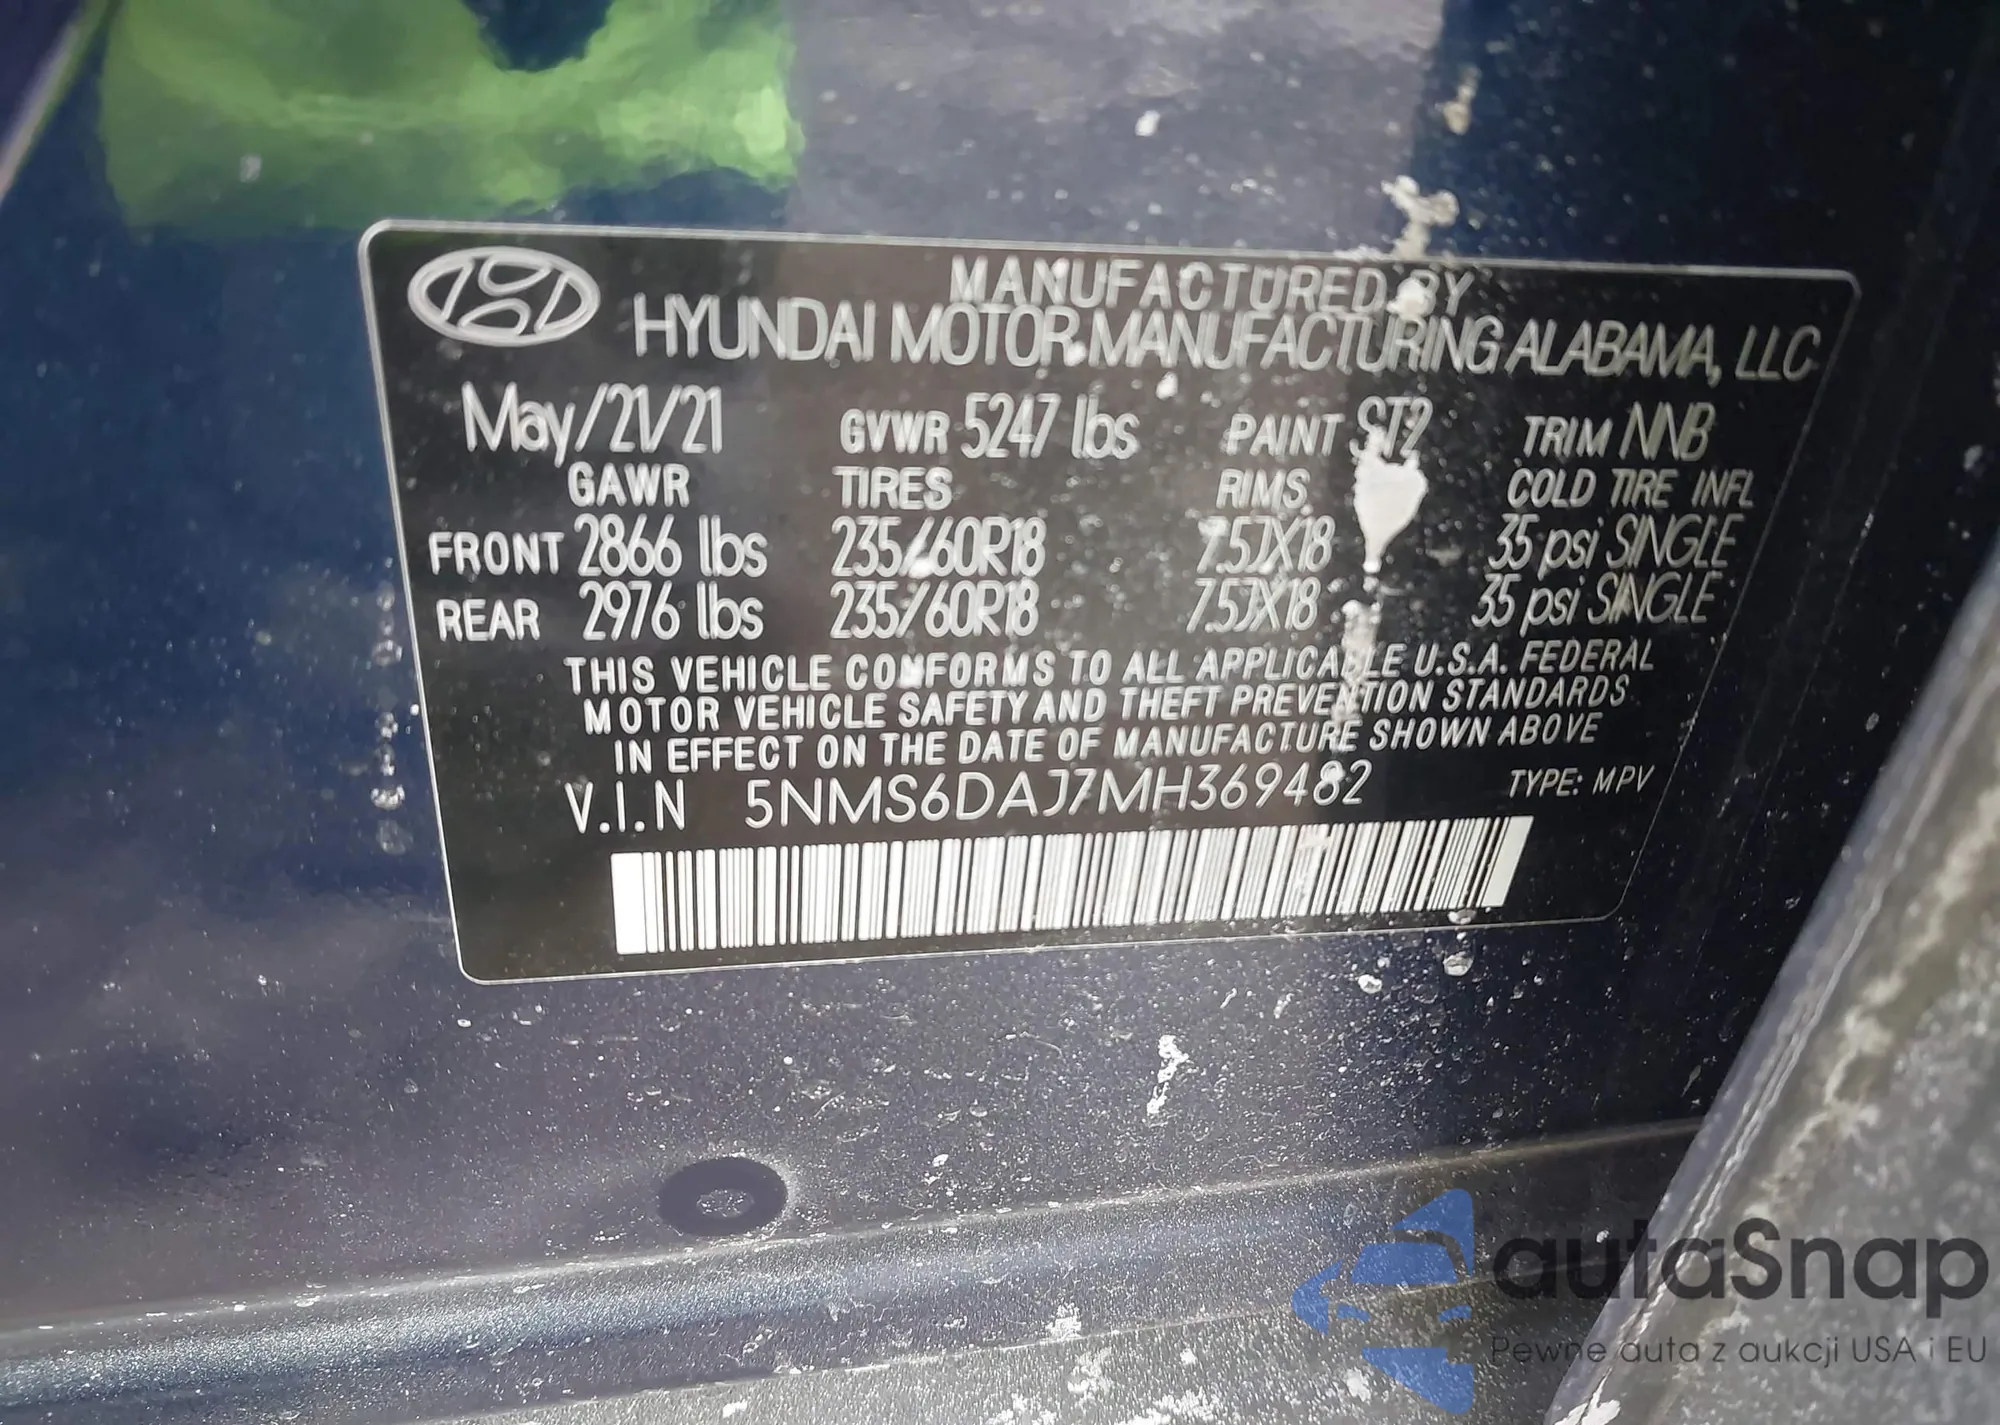 MANUFACTURED BY
HYUNDAI MOTOR MANUFACTURING ALABAMA, LLC
May/21/21 GVWR 5247 lbs PAINT ST2 TRIM NNB
GAWR TIRES RIMS COLD TIRE INFL
FRONT 2866 lbs 235/60R18 7.5JX18 35 psi SINGLE
REAR 2976 lbs 235/60R18 7.5JX18 35 psi SINGLE
THIS VEHICLE CONFORMS TO ALL APPLICABLE U.S.A. FEDERAL
MOTOR VEHICLE SAFETY AND THEFT PREVENTION STANDARDS
IN EFFECT ON THE DATE OF MANUFACTURE SHOWN ABOVE
V.I.N 5NMS6DAJ7MH369482 TYPE: MPV
autaSnap
Pewne auta z aukcji USA i EU